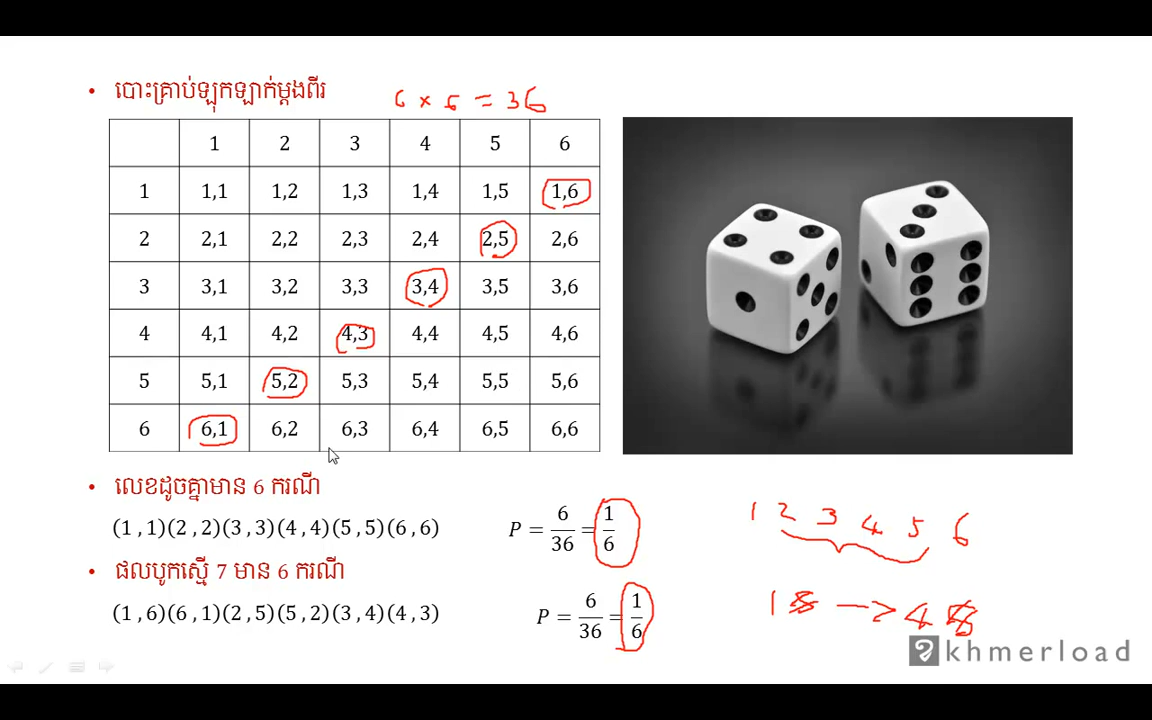 • បោះគ្រាប់ឡុកឡាក់ម្ដងពីរ
6 × 6 = 36
1 2 3 4 5 6
1 1,1 1,2 1,3 1,4 1,5 1,6
2 2,1 2,2 2,3 2,4 2,5 2,6
3 3,1 3,2 3,3 3,4 3,5 3,6
4 4,1 4,2 4,3 4,4 4,5 4,6
5 5,1 5,2 5,3 5,4 5,5 5,6
6 6,1 6,2 6,3 6,4 6,5 6,6
• លេខដូចគ្នាមាន 6 ករណី
(1 , 1)(2 , 2)(3 , 3)(4 , 4)(5 , 5)(6 , 6) P = 6/36 = 1/6
• ផលបូកស្មើ 7 មាន 6 ករណី
(1 , 6)(6 , 1)(2 , 5)(5 , 2)(3 , 4)(4 , 3) P = 6/36 = 1/6
1 2 3 4 5 6
khmerload